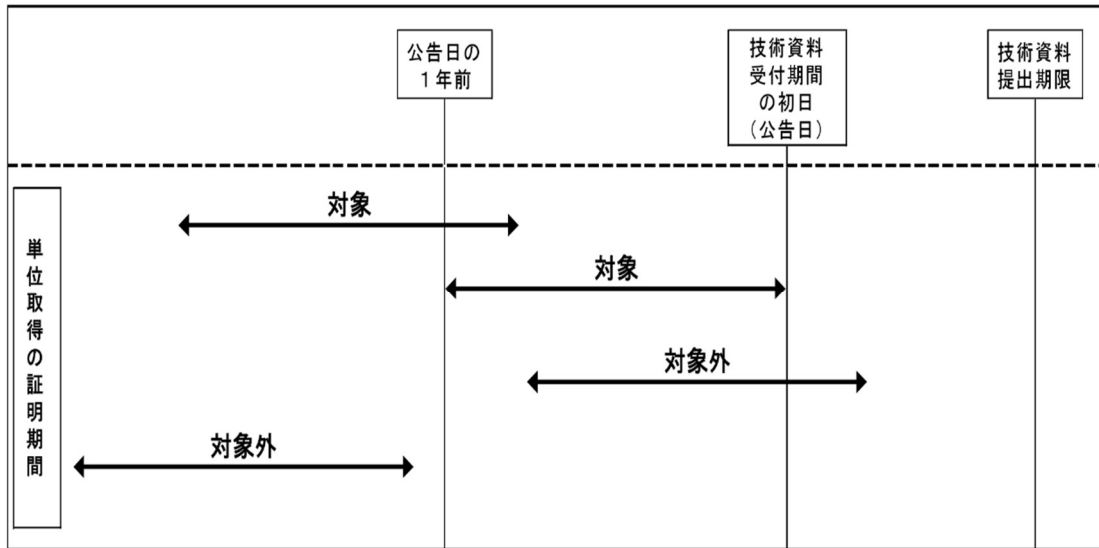 公告日の
１年前
技術資料
受付期間
の初日
（公告日）
技術資料
提出期限
単位取得の証明期間
対象
対象
対象外
対象外